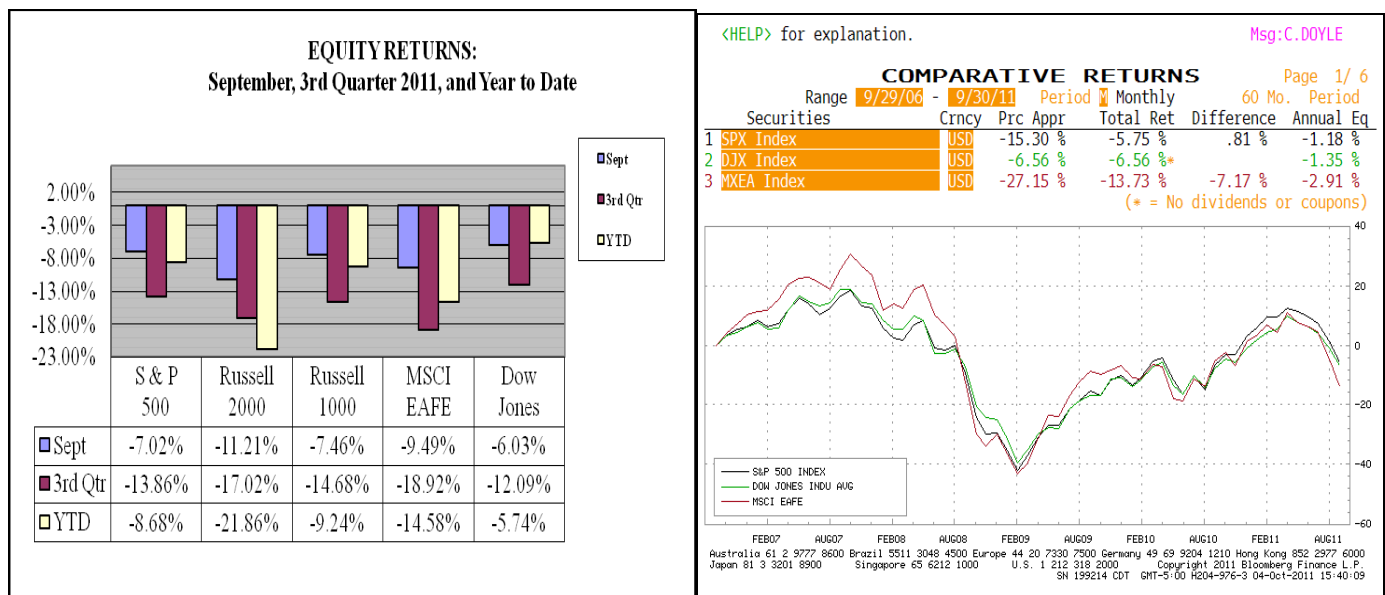 EQUITY RETURNS:
September, 3rd Quarter 2011, and Year to Date
Sept
3rd Qtr
YTD
2.00%
-3.00%
-8.00%
-13.00%
-18.00%
-23.00%
S & P 500 Russell 2000 Russell 1000 MSCI EAFE Dow Jones
Sept -7.02% -11.21% -7.46% -9.49% -6.03%
3rd Qtr -13.86% -17.02% -14.68% -18.92% -12.09%
YTD -8.68% -21.86% -9.24% -14.58% -5.74%
<HELP> for explanation. Msg:C.DOYLE
COMPARATIVE RETURNS Page 1/ 6
Range 9/29/06 - 9/30/11 Period M Monthly 60 Mo. Period
Securities Crncy Prc Appr Total Ret Difference Annual Eq
1 SPX Index USD -15.30 % -5.75 % .81 % -1.18 %
2 DJX Index USD -6.56 % -6.56 %* -1.35 %
3 MXEA Index USD -27.15 % -13.73 % -7.17 % -2.91 %
(* = No dividends or coupons)
40
20
0
-20
-40
-60
S&P 500 INDEX
DOW JONES INDU AVG
MSCI EAFE
FEB07 AUG07 FEB08 AUG08 FEB09 AUG09 FEB10 AUG10 FEB11 AUG11
Australia 61 2 9777 8600 Brazil 5511 3048 4500 Europe 44 20 7330 7500 Germany 49 69 9204 1210 Hong Kong 852 2977 6000
Japan 81 3 3201 8900 Singapore 65 6212 1000 U.S. 1 212 318 2000 Copyright 2011 Bloomberg Finance L.P.
SN 199214 CDT GMT-5:00 H204-976-3 04-Oct-2011 15:40:09